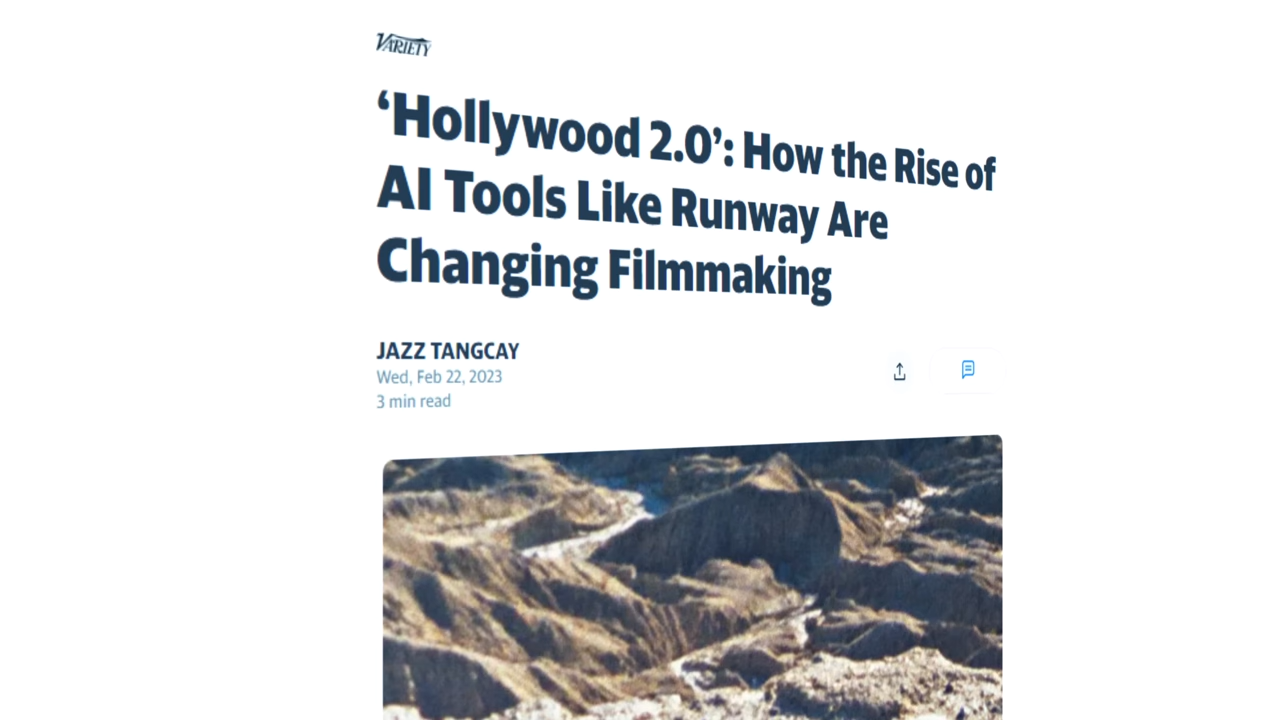 VARIETY
‘Hollywood 2.0’: How the Rise of
AI Tools Like Runway Are
Changing Filmmaking
JAZZ TANGCAY
Wed, Feb 22, 2023
3 min read